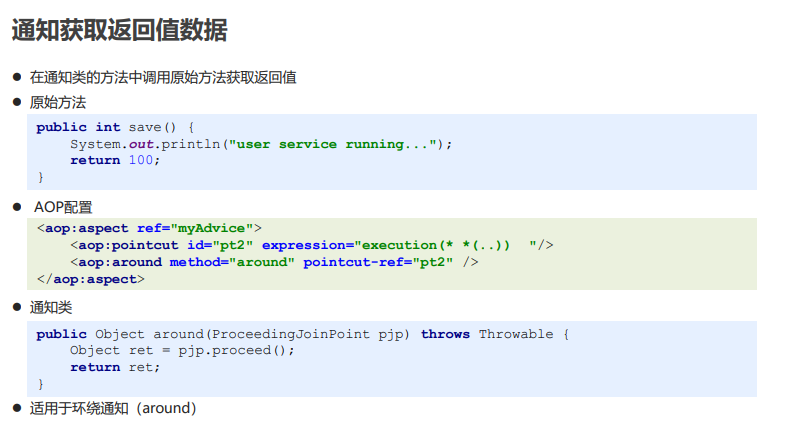 通知获取返回值数据
● 在通知类的方法中调用原始方法获取返回值
● 原始方法
public int save() {
    System.out.println("user service running...");
    return 100;
}
● AOP配置
<aop:aspect ref="myAdvice">
    <aop:pointcut id="pt2" expression="execution(* *(..))  "/>
    <aop:around method="around" pointcut-ref="pt2" />
</aop:aspect>
● 通知类
public Object around(ProceedingJoinPoint pjp) throws Throwable {
    Object ret = pjp.proceed();
    return ret;
}
● 适用于环绕通知（around）